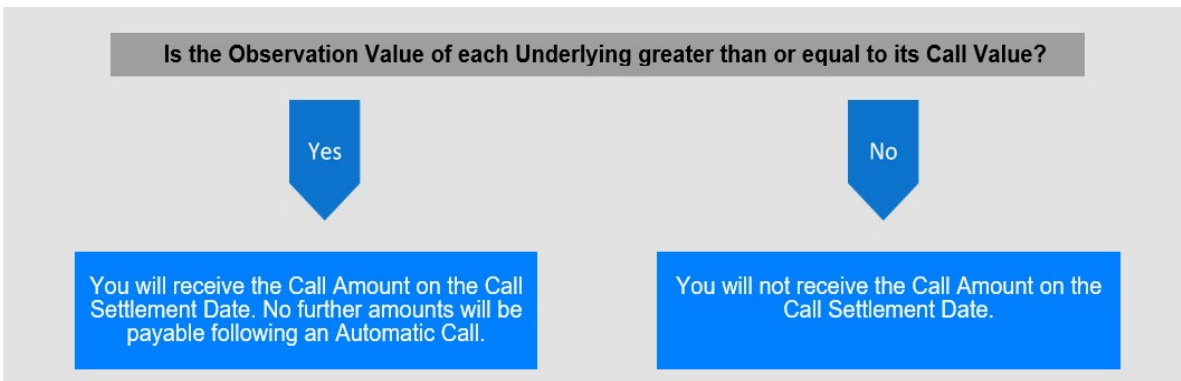 Is the Observation Value of each Underlying greater than or equal to its Call Value?
Yes
No
You will receive the Call Amount on the Call
Settlement Date. No further amounts will be
payable following an Automatic Call.
You will not receive the Call Amount on the
Call Settlement Date.